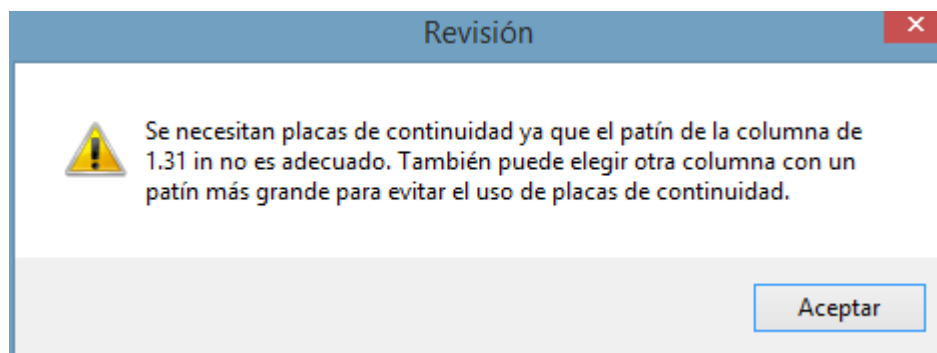 Revisión
Se necesitan placas de continuidad ya que el patín de la columna de
1.31 in no es adecuado. También puede elegir otra columna con un
patín más grande para evitar el uso de placas de continuidad.
Aceptar